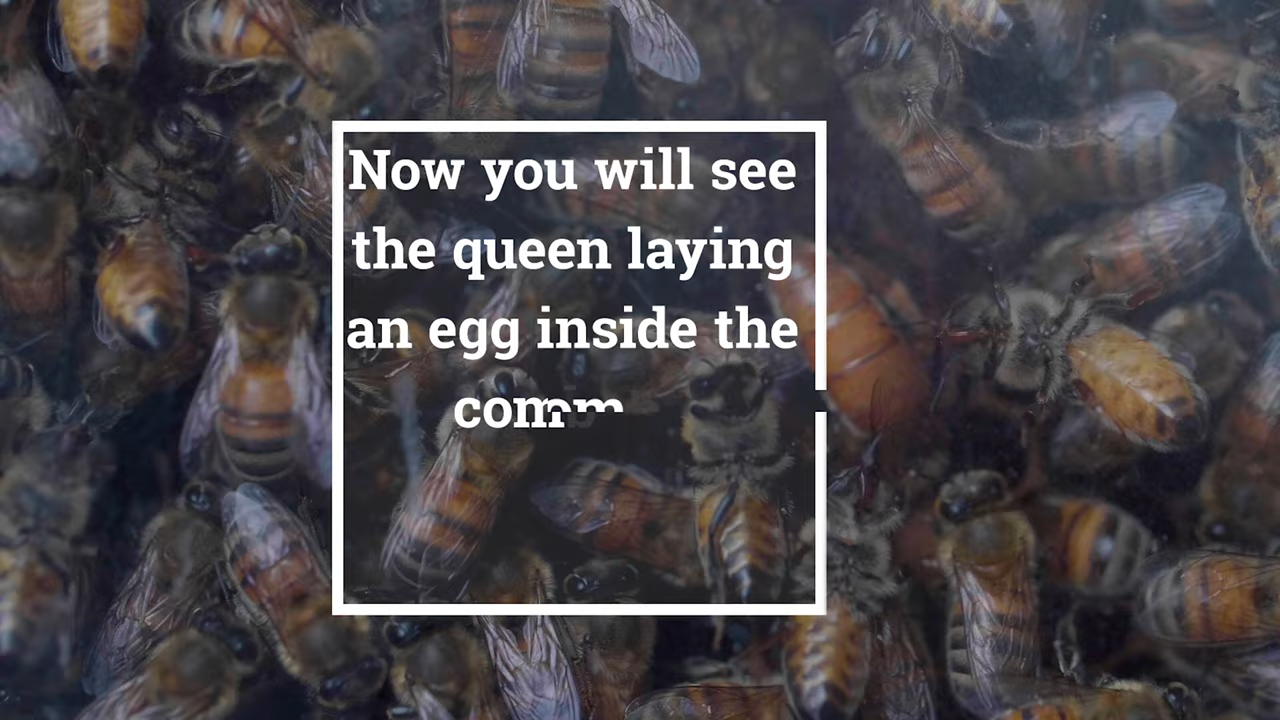 Now you will see
the queen laying
an egg inside the